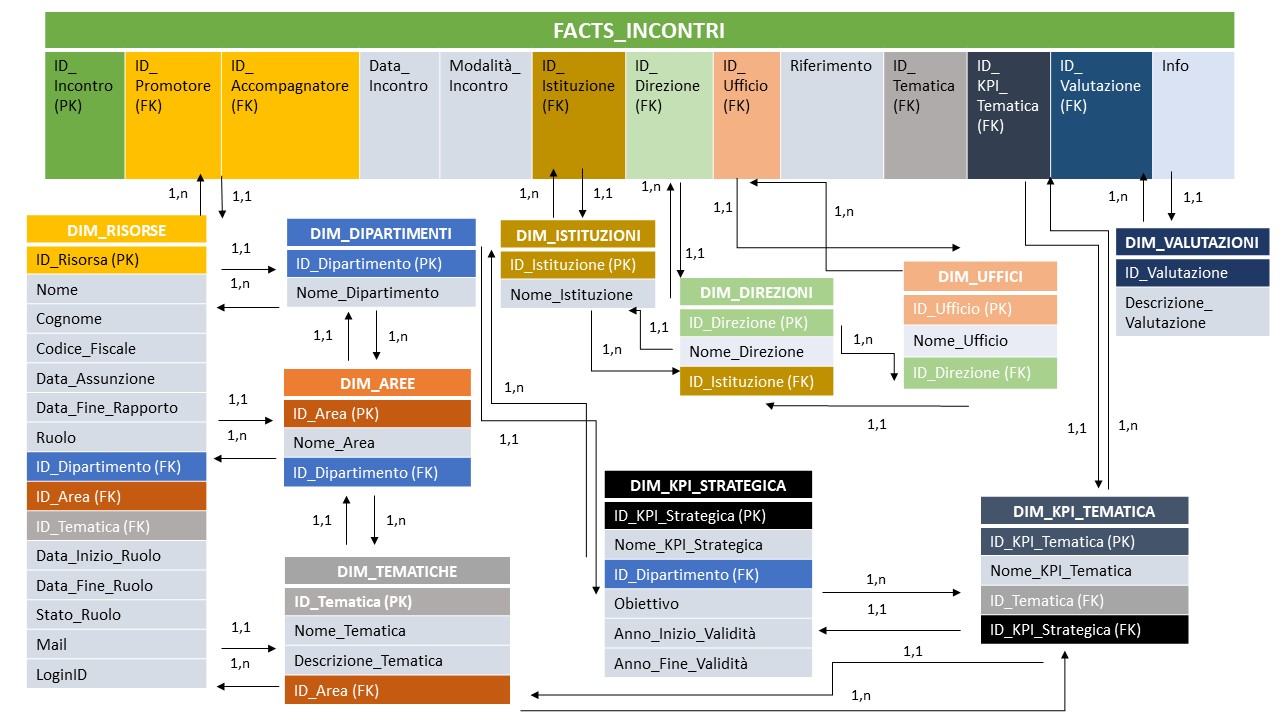 FACTS_INCONTRI
ID_
Incontro
(PK)
ID_
Promotore
(FK)
ID_
Accompagnatore
(FK)
Data_
Incontro
Modalità_
Incontro
ID_
Istituzione
(FK)
ID_
Direzione
(FK)
ID_
Ufficio
(FK)
Riferimento
ID_
Tematica
(FK)
ID_
KPI_
Tematica
(FK)
ID_
Valutazione
(FK)
Info
1,n
1,1
1,n
1,1
1,n
1,1
1,1
1,n
1,n
1,1
DIM_RISORSE
ID_Risorsa (PK)
Nome
Cognome
Codice_Fiscale
Data_Assunzione
Data_Fine_Rapporto
Ruolo
ID_Dipartimento (FK)
ID_Area (FK)
ID_Tematica (FK)
Data_Inizio_Ruolo
Data_Fine_Ruolo
Stato_Ruolo
Mail
LoginID
1,1
1,n
1,1
1,n
1,1
1,n
DIM_DIPARTIMENTI
ID_Dipartimento (PK)
Nome_Dipartimento
1,1
1,n
DIM_AREE
ID_Area (PK)
Nome_Area
ID_Dipartimento (FK)
1,1
1,n
DIM_TEMATICHE
ID_Tematica (PK)
Nome_Tematica
Descrizione_Tematica
ID_Area (FK)
1,n
1,1
DIM_ISTITUZIONI
ID_Istituzione (PK)
Nome_Istituzione
1,1
1,n
DIM_DIREZIONI
ID_Direzione (PK)
Nome_Direzione
ID_Istituzione (FK)
1,n
1,1
DIM_UFFICI
ID_Ufficio (PK)
Nome_Ufficio
ID_Direzione (FK)
DIM_VALUTAZIONI
ID_Valutazione
Descrizione_
Valutazione
1,1
1,n
DIM_KPI_STRATEGICA
ID_KPI_Strategica (PK)
Nome_KPI_Strategica
ID_Dipartimento (FK)
Obiettivo
Anno_Inizio_Validità
Anno_Fine_Validità
1,n
1,1
DIM_KPI_TEMATICA
ID_KPI_Tematica (PK)
Nome_KPI_Tematica
ID_Tematica (FK)
ID_KPI_Strategica (FK)
1,1
1,n